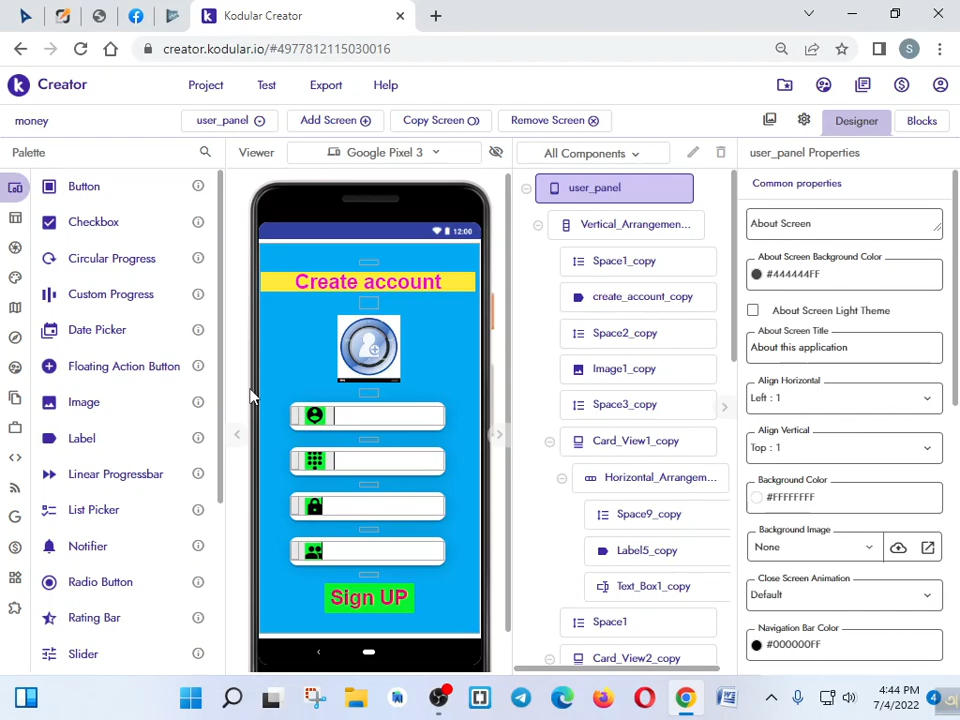 Kodular Creator
creator.kodular.io/#4977812115030016
S
Creator
Project
Test
Export
Help
money
user_panel
Add Screen
Copy Screen
Remove Screen
Designer
Blocks
Palette
Viewer
Google Pixel 3
All Components
user_panel Properties
Button
Checkbox
Circular Progress
Custom Progress
Date Picker
Floating Action Button
Image
Label
Linear Progressbar
List Picker
Notifier
Radio Button
Rating Bar
Slider
12:00
Create account
Sign UP
user_panel
Vertical_Arrangemen...
Space1_copy
create_account_copy
Space2_copy
Image1_copy
Space3_copy
Card_View1_copy
Horizontal_Arrangem...
Space9_copy
Label5_copy
Text_Box1_copy
Space1
Card_View2_copy
Common properties
About Screen
About Screen Background Color
#444444FF
About Screen Light Theme
About Screen Title
About this application
Align Horizontal
Left : 1
Align Vertical
Top : 1
Background Color
#FFFFFFFF
Background Image
None
Close Screen Animation
Default
Navigation Bar Color
#000000FF
4:44 PM
7/4/2022
4